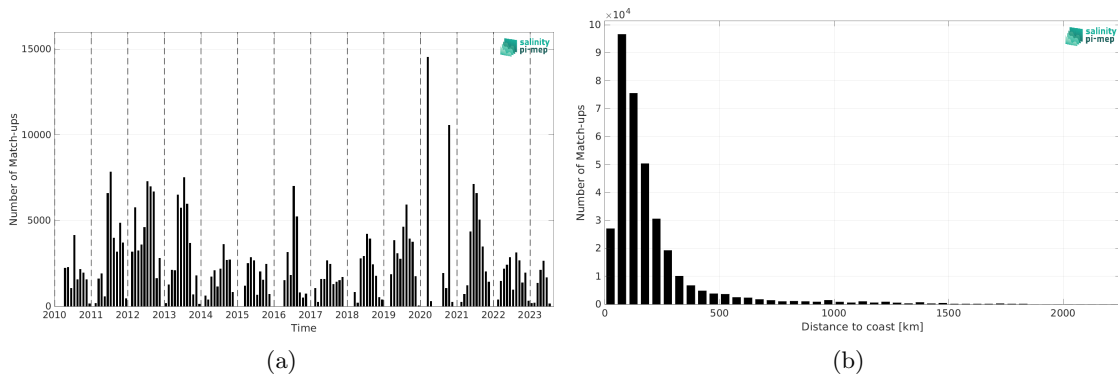 salinity
pi-mep
Number of Match-ups
15000
10000
5000
0
2010 2011 2012 2013 2014 2015 2016 2017 2018 2019 2020 2021 2022 2023
Time
(a)
×10⁴
salinity
pi-mep
Number of Match-ups
10
9
8
7
6
5
4
3
2
1
0
0 500 1000 1500 2000
Distance to coast [km]
(b)